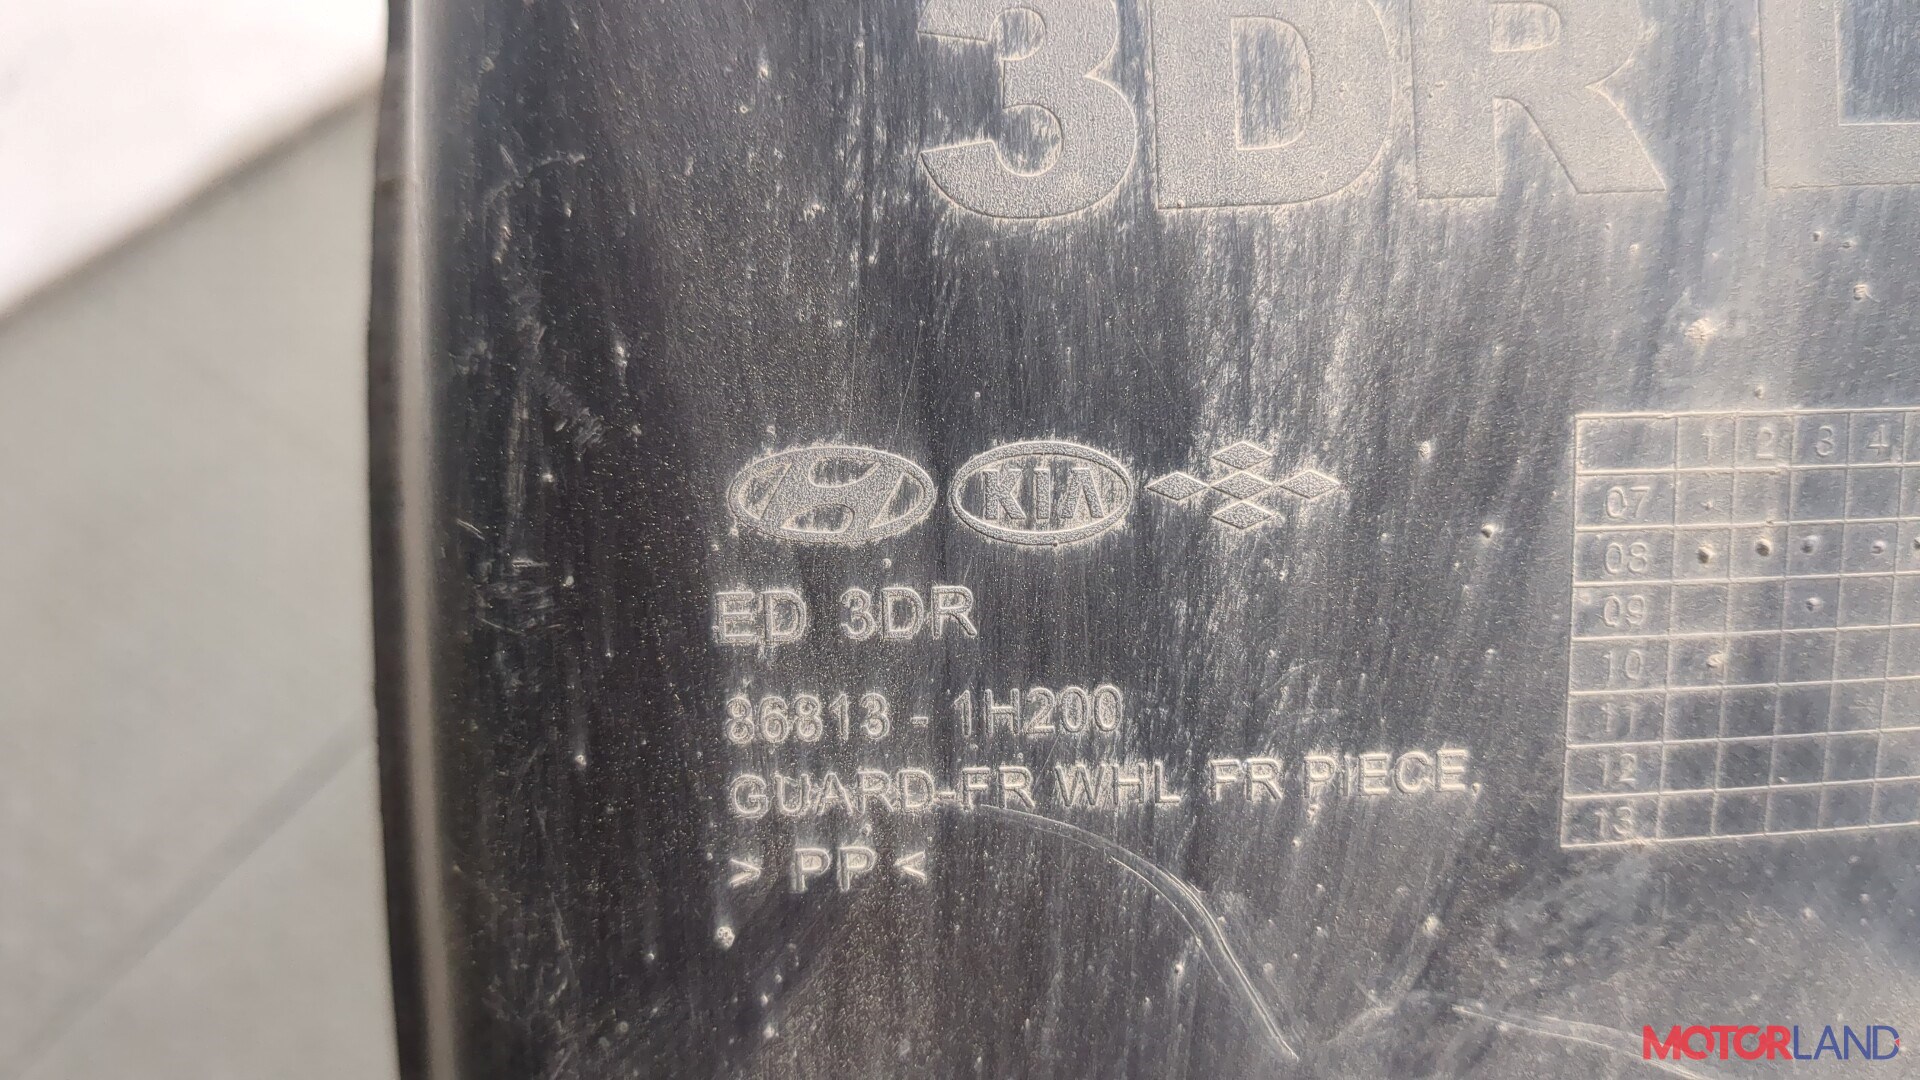 3DR L
KIA
ED 3DR
86813 - 1H200
GUARD-FR WHL FR PIECE,
> PP <
1 2 3 4
07
08
09
10
11
12
13
MOTORLAND